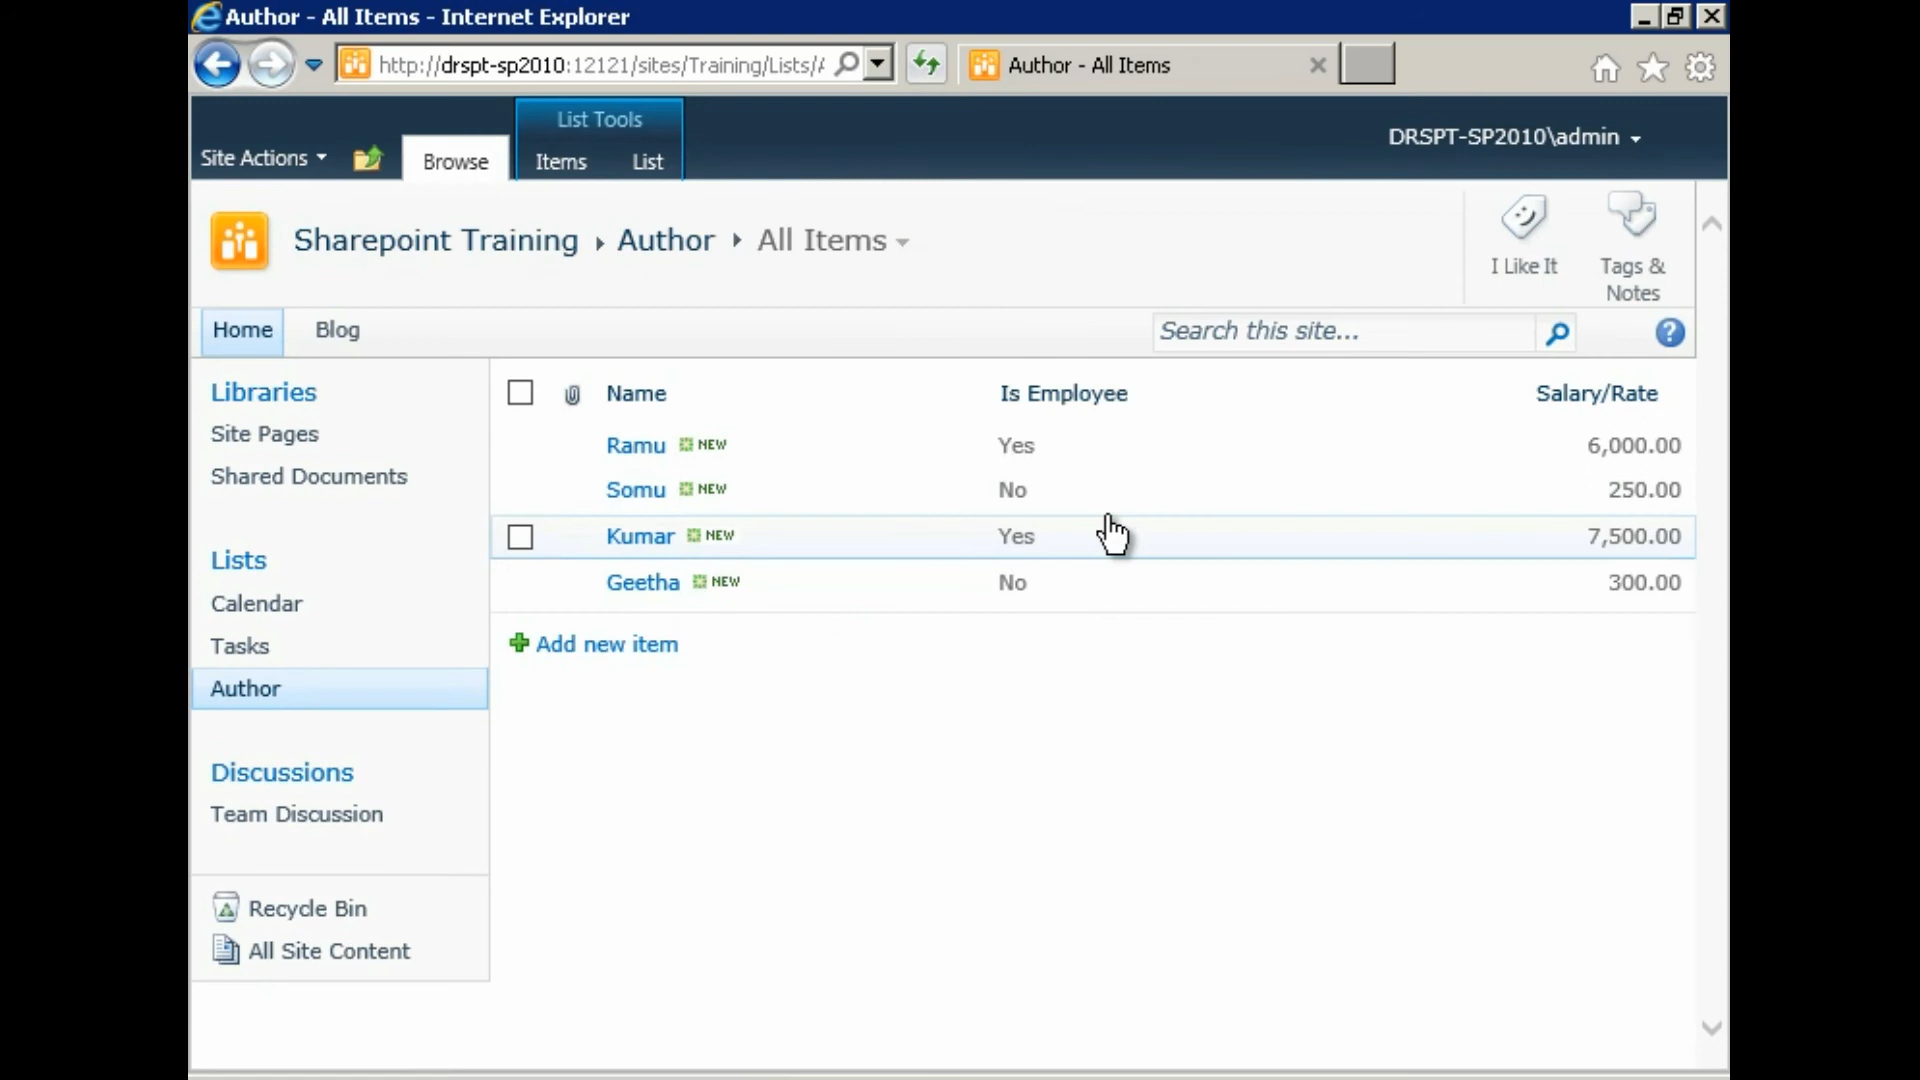 Author - All Items - Internet Explorer
http://drspt-sp2010:12121/sites/Training/Lists/
Author - All Items
List Tools
DRSPT-SP2010\admin
Site Actions
Browse
Items
List
Sharepoint Training
Author
All Items
I Like It
Tags &
Notes
Home
Blog
Search this site...
Libraries
Site Pages
Shared Documents
Lists
Calendar
Tasks
Author
Discussions
Team Discussion
Recycle Bin
All Site Content
Name Is Employee Salary/Rate
Ramu NEW Yes 6,000.00
Somu NEW No 250.00
Kumar NEW Yes 7,500.00
Geetha NEW No 300.00
Add new item